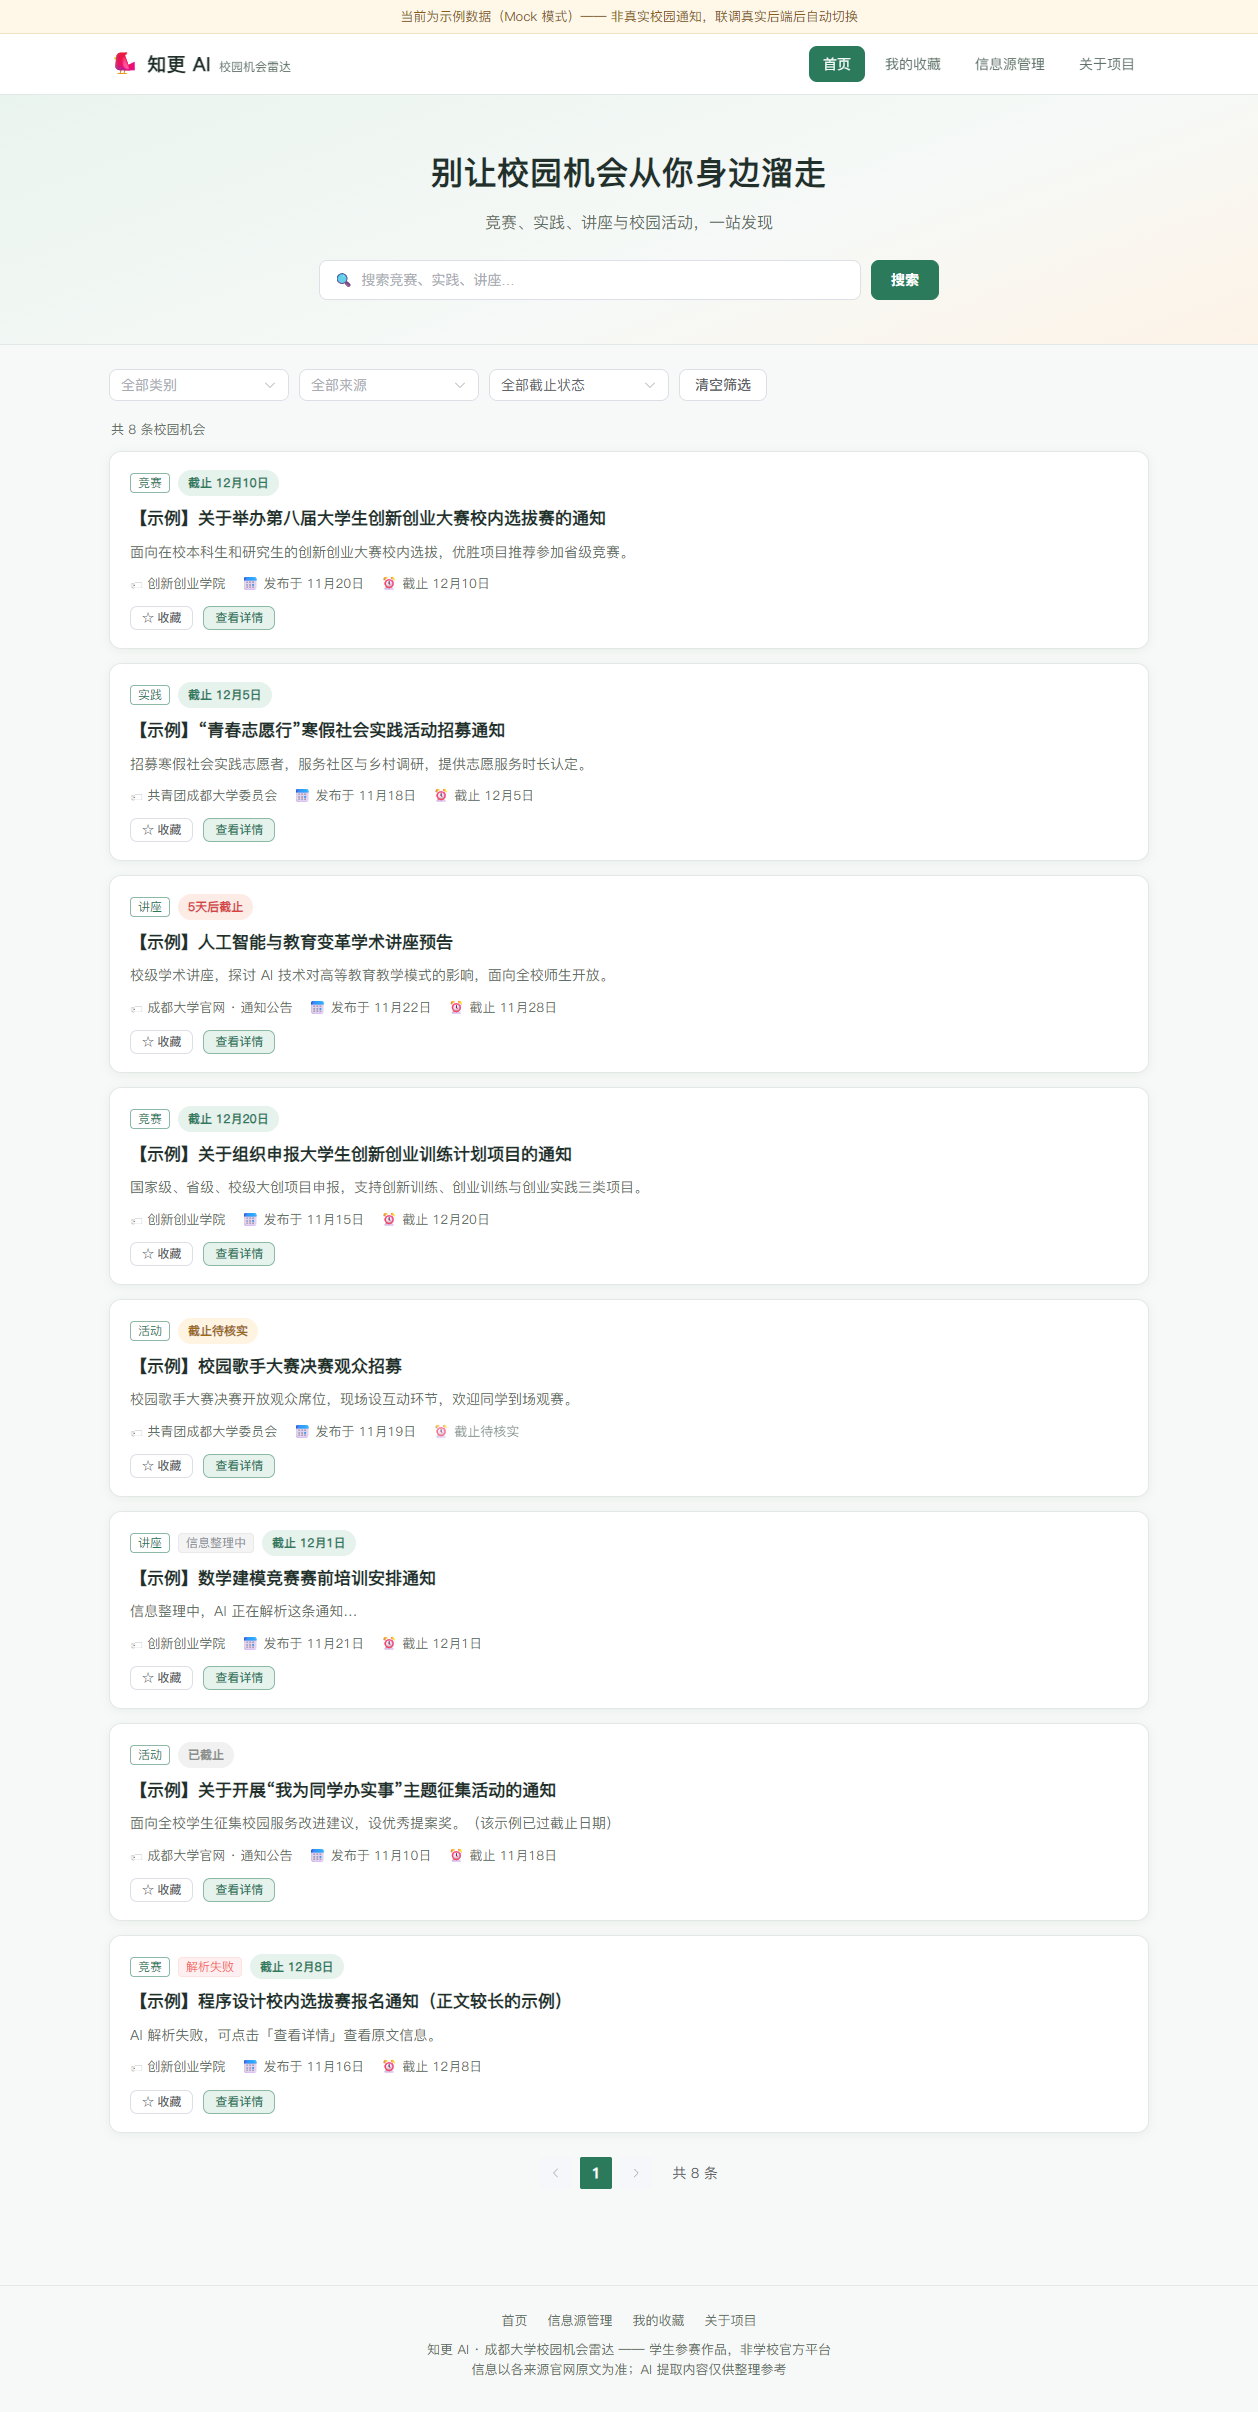 当前为示例数据（Mock 模式）—— 非真实校园通知，联调真实后端后自动切换
知更 AI 校园机会雷达 首页 我的收藏 信息源管理 关于项目
别让校园机会从你身边溜走
竞赛、实践、讲座与校园活动，一站发现
搜索竞赛、实践、讲座... 搜索
全部类别 全部来源 全部截止状态 清空筛选
共 8 条校园机会
竞赛 截止 12月10日
【示例】关于举办第八届大学生创新创业大赛校内选拔赛的通知
面向在校本科生和研究生的创新创业大赛校内选拔，优胜项目推荐参加省级竞赛。
创新创业学院 发布于 11月20日 截止 12月10日
☆ 收藏 查看详情
实践 截止 12月5日
【示例】“青春志愿行”寒假社会实践活动招募通知
招募寒假社会实践志愿者，服务社区与乡村调研，提供志愿服务时长认定。
共青团成都大学委员会 发布于 11月18日 截止 12月5日
☆ 收藏 查看详情
讲座 5天后截止
【示例】人工智能与教育变革学术讲座预告
校级学术讲座，探讨 AI 技术对高等教育教学模式的影响，面向全校师生开放。
成都大学官网 · 通知公告 发布于 11月22日 截止 11月28日
☆ 收藏 查看详情
竞赛 截止 12月20日
【示例】关于组织申报大学生创新创业训练计划项目的通知
国家级、省级、校级大创项目申报，支持创新训练、创业训练与创业实践三类项目。
创新创业学院 发布于 11月15日 截止 12月20日
☆ 收藏 查看详情
活动 截止待核实
【示例】校园歌手大赛决赛观众招募
校园歌手大赛决赛开放观众席位，现场设互动环节，欢迎同学到场观赛。
共青团成都大学委员会 发布于 11月19日 截止待核实
☆ 收藏 查看详情
讲座 信息整理中 截止 12月1日
【示例】数学建模竞赛赛前培训安排通知
信息整理中，AI 正在解析这条通知...
创新创业学院 发布于 11月21日 截止 12月1日
☆ 收藏 查看详情
活动 已截止
【示例】关于开展“我为同学办实事”主题征集活动的通知
面向全校学生征集校园服务改进建议，设优秀提案奖。（该示例已过截止日期）
成都大学官网 · 通知公告 发布于 11月10日 截止 11月18日
☆ 收藏 查看详情
竞赛 解析失败 截止 12月8日
【示例】程序设计校内选拔赛报名通知（正文较长的示例）
AI 解析失败，可点击「查看详情」查看原文信息。
创新创业学院 发布于 11月16日 截止 12月8日
☆ 收藏 查看详情
1 共 8 条
首页 信息源管理 我的收藏 关于项目
知更 AI · 成都大学校园机会雷达 —— 学生参赛作品，非学校官方平台
信息以各来源官网原文为准；AI 提取内容仅供整理参考